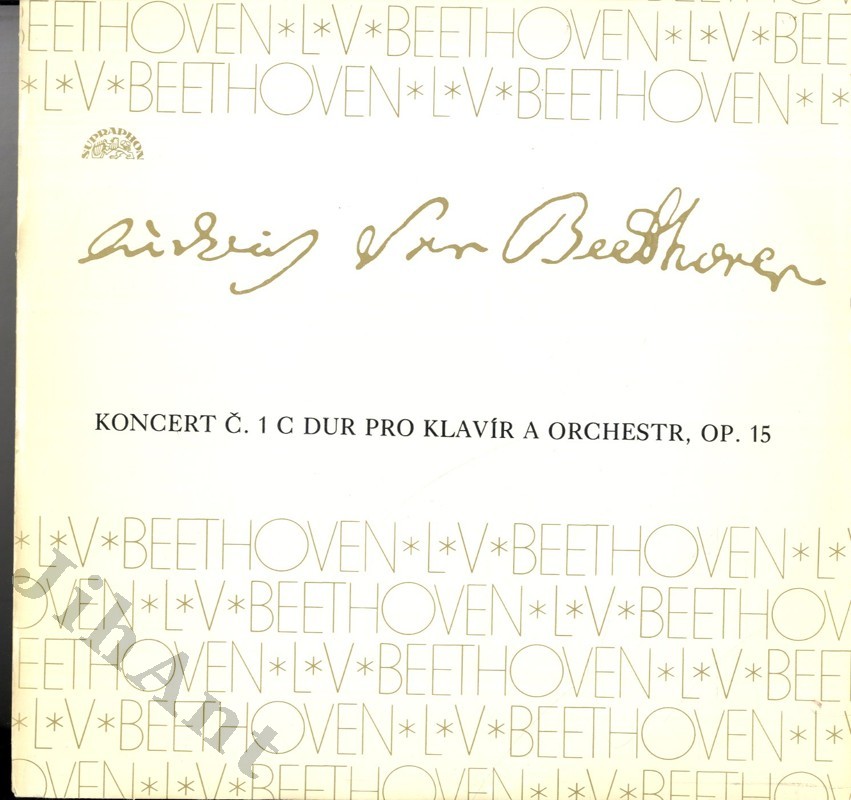 EETHOVEN*L*V*BEETHOVEN*L*V*BEE
*L*V*BEETHOVEN*L*V*BEETHOVEN*L*
SUPRAPHON
Ludwig van Beethoven
KONCERT Č. 1 C DUR PRO KLAVÍR A ORCHESTR, OP. 15
*L*V*BEETHOVEN*L*V*BEETHOVEN*L*
OVEN*L*V*BEETHOVEN*L*V*BEETHOV
EETHOVEN*L*V*BEETHOVEN*L*V*BEE
*L*V*BEETHOVEN*L*V*BEETHOVEN*L*
OVEN*L*V*BEETHOVEN*L*V*BEETHOV
JihAnt